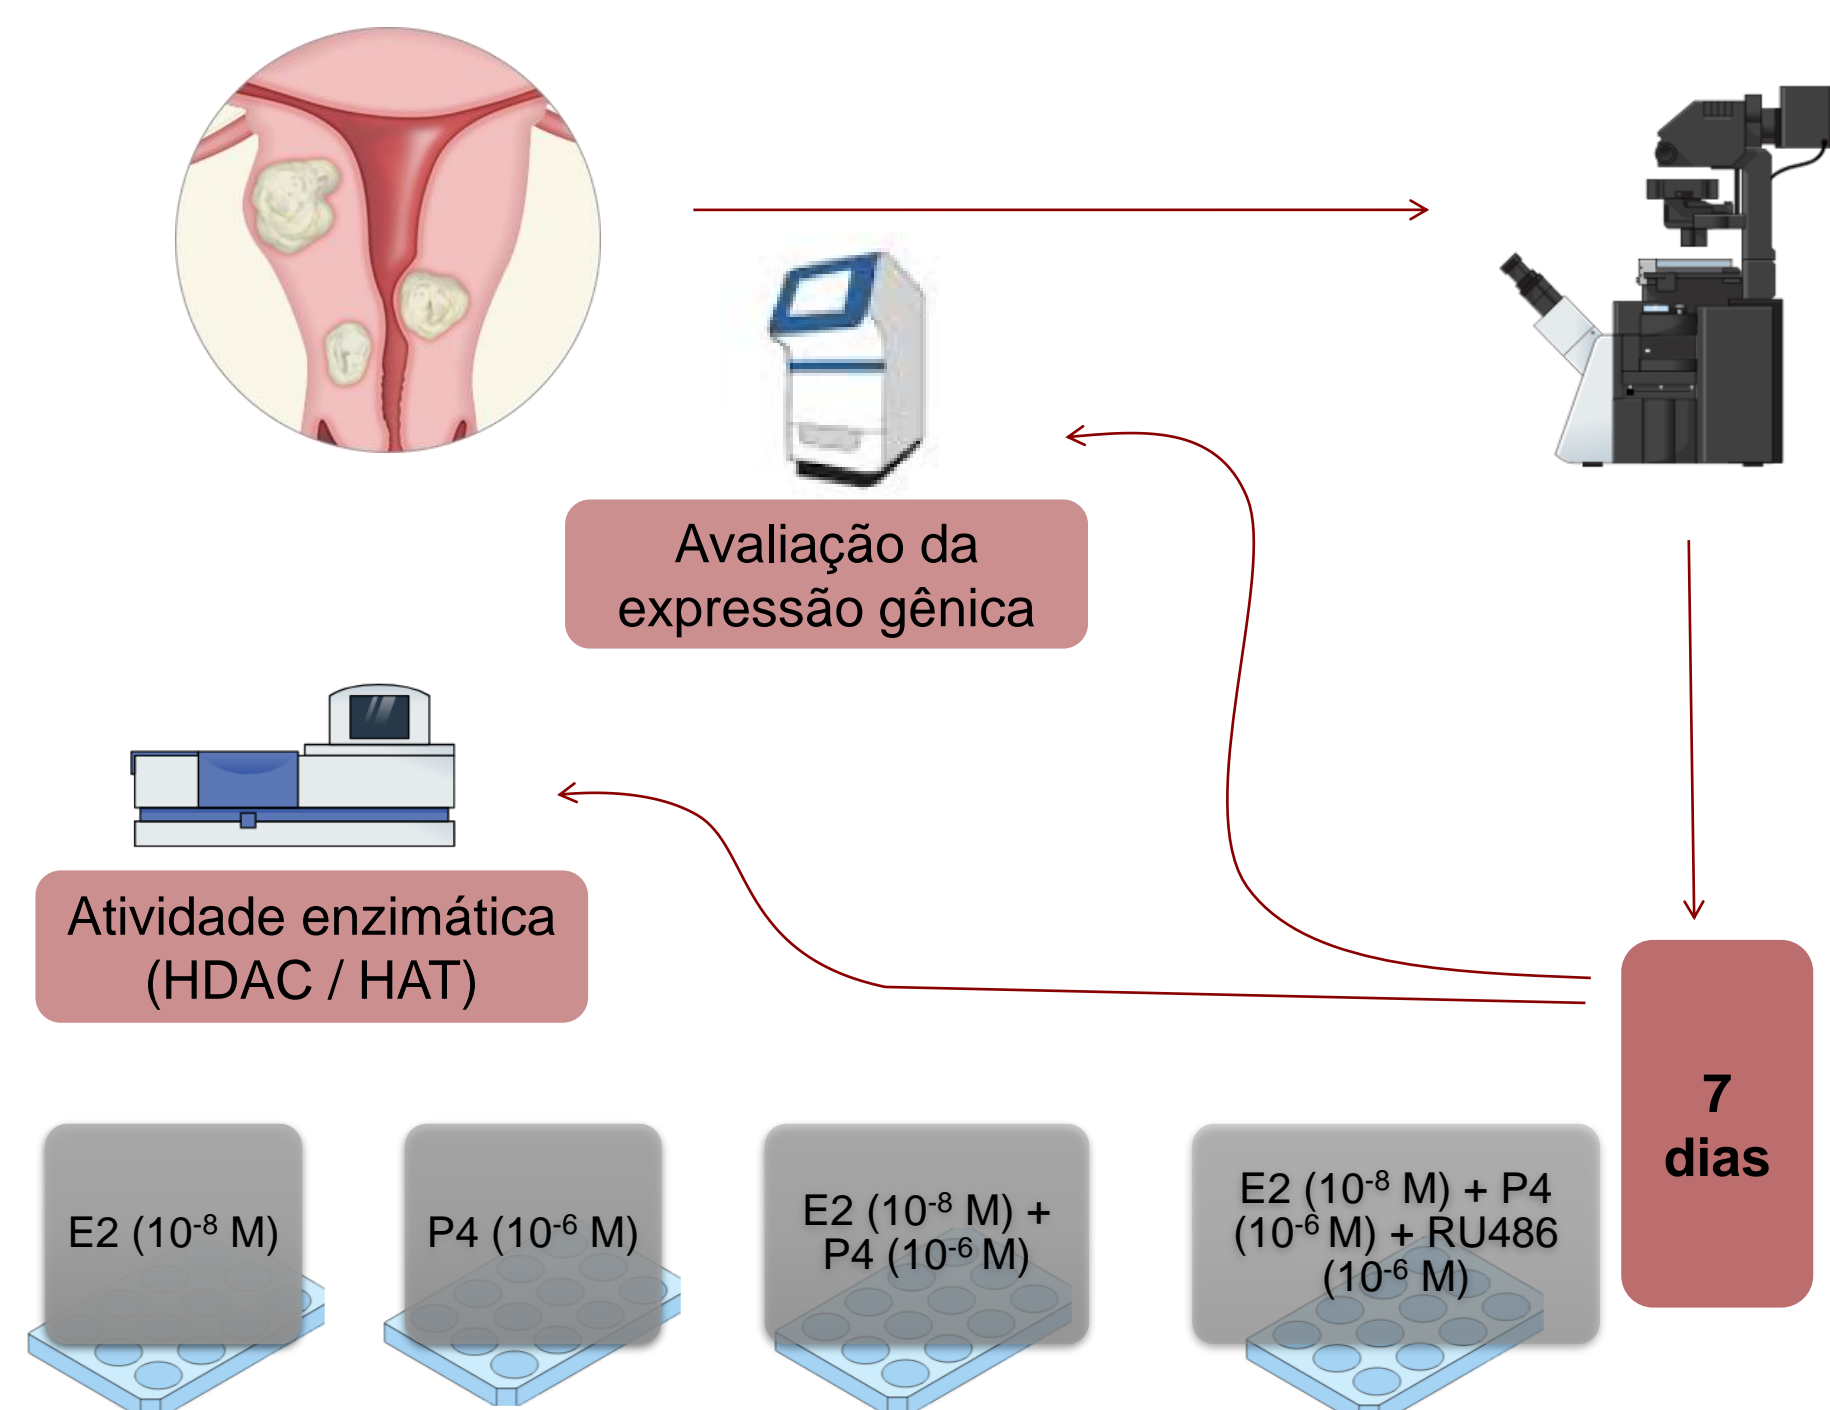 Avaliação da
expressão gênica
Atividade enzimática
(HDAC / HAT)
7
dias
E2 (10⁻⁸ M)
P4 (10⁻⁶ M)
E2 (10⁻⁸ M) +
P4 (10⁻⁶ M)
E2 (10⁻⁸ M) + P4
(10⁻⁶ M) + RU486
(10⁻⁶ M)